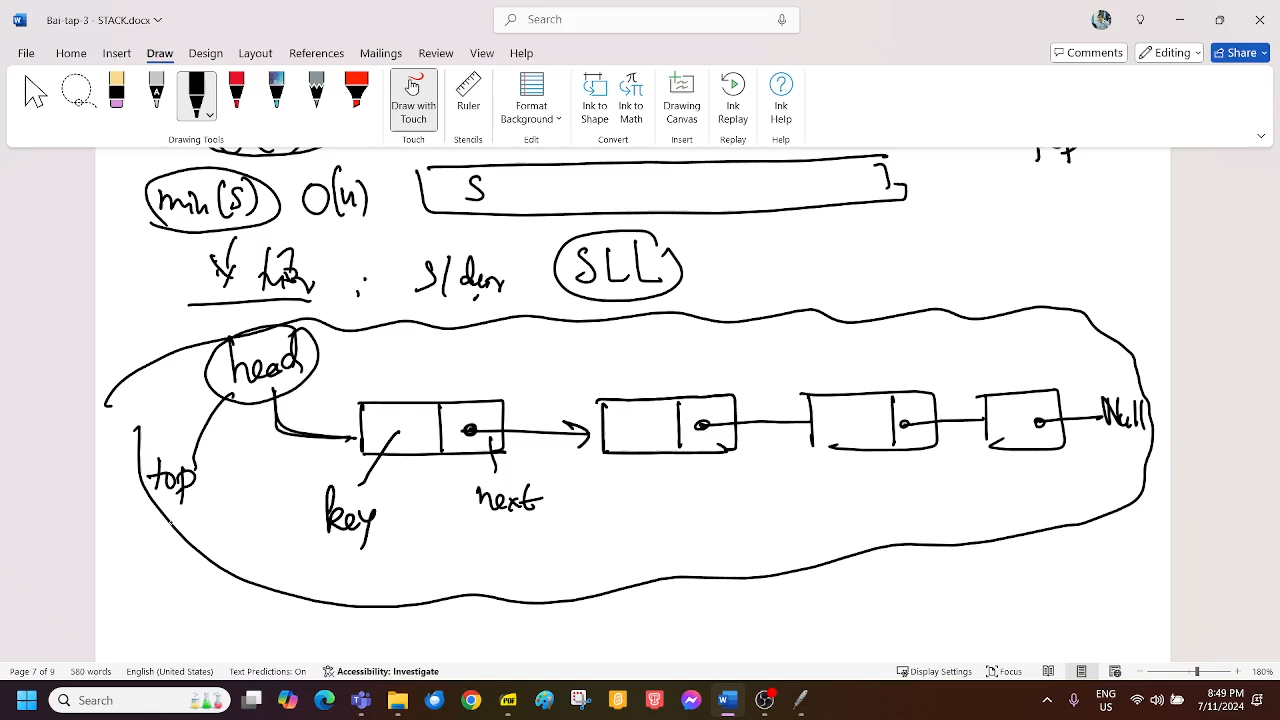 Bai-tap-3 - STACK.docx
Search
File Home Insert Draw Design Layout References Mailings Review View Help
Comments Editing Share
Draw with Touch
Ruler
Format Background
Ink to Shape
Ink to Math
Drawing Canvas
Ink Replay
Ink Help
Drawing Tools Touch Stencils Edit Convert Insert Replay Help
min(S) O(n) S
: SLL
head
Null
top
key
next
Page 7 of 9 580 words English (United States) Text Predictions: On Accessibility: Investigate Display Settings Focus 180%
Search
PDF
ENG
US
8:49 PM
7/11/2024